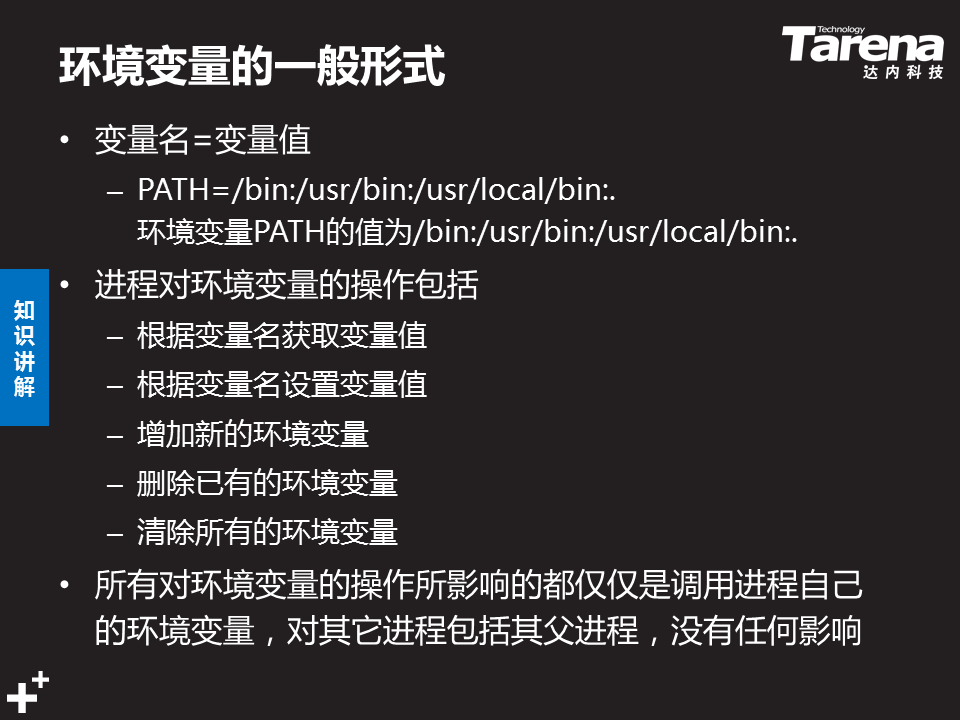 环境变量的一般形式
Technology
Tarena
达内科技
• 变量名=变量值
– PATH=/bin:/usr/bin:/usr/local/bin:.
环境变量PATH的值为/bin:/usr/bin:/usr/local/bin:.
• 进程对环境变量的操作包括
– 根据变量名获取变量值
– 根据变量名设置变量值
– 增加新的环境变量
– 删除已有的环境变量
– 清除所有的环境变量
• 所有对环境变量的操作所影响的都仅仅是调用进程自己
的环境变量，对其它进程包括其父进程，没有任何影响
知识讲解